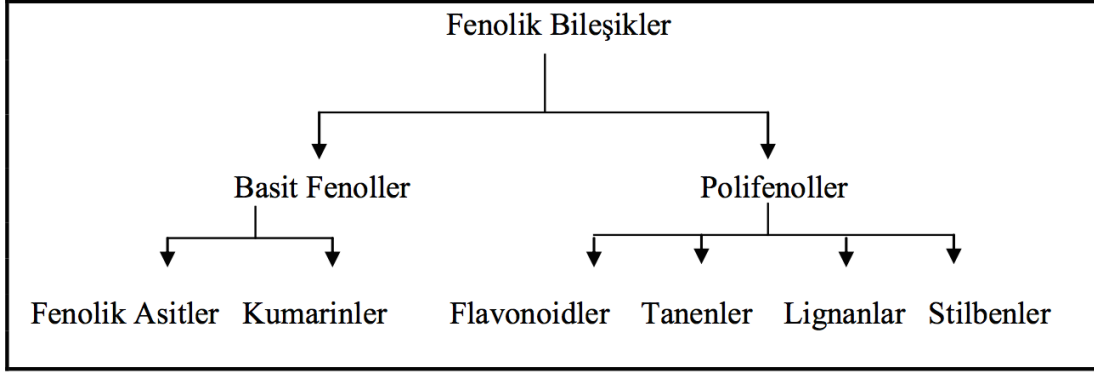 Fenolik Bileşikler
Basit Fenoller Polifenoller
Fenolik Asitler Kumarinler Flavonoidler Tanenler Lignanlar Stilbenler